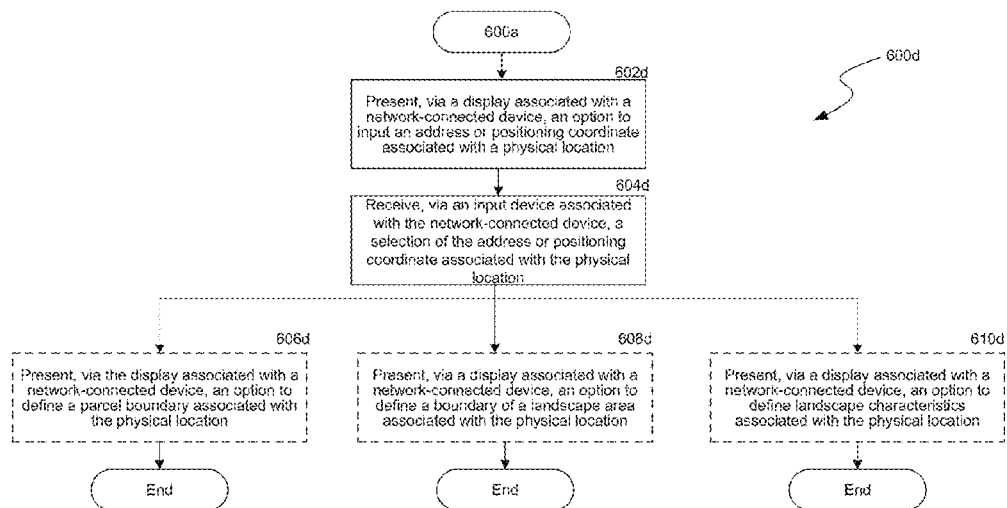 600a
600d
602d
Present, via a display associated with a
network-connected device, an option to
input an address or positioning coordinate
associated with a physical location
604d
Receive, via an input device associated
with the network-connected device, a
selection of the address or positioning
coordinate associated with the physical
location
606d
Present, via the display associated with a
network-connected device, an option to
define a parcel boundary associated with
the physical location
608d
Present, via a display associated with a
network-connected device, an option to
define a boundary of a landscape area
associated with the physical location
610d
Present, via a display associated with a
network-connected device, an option to
define landscape characteristics
associated with the physical location
End
End
End